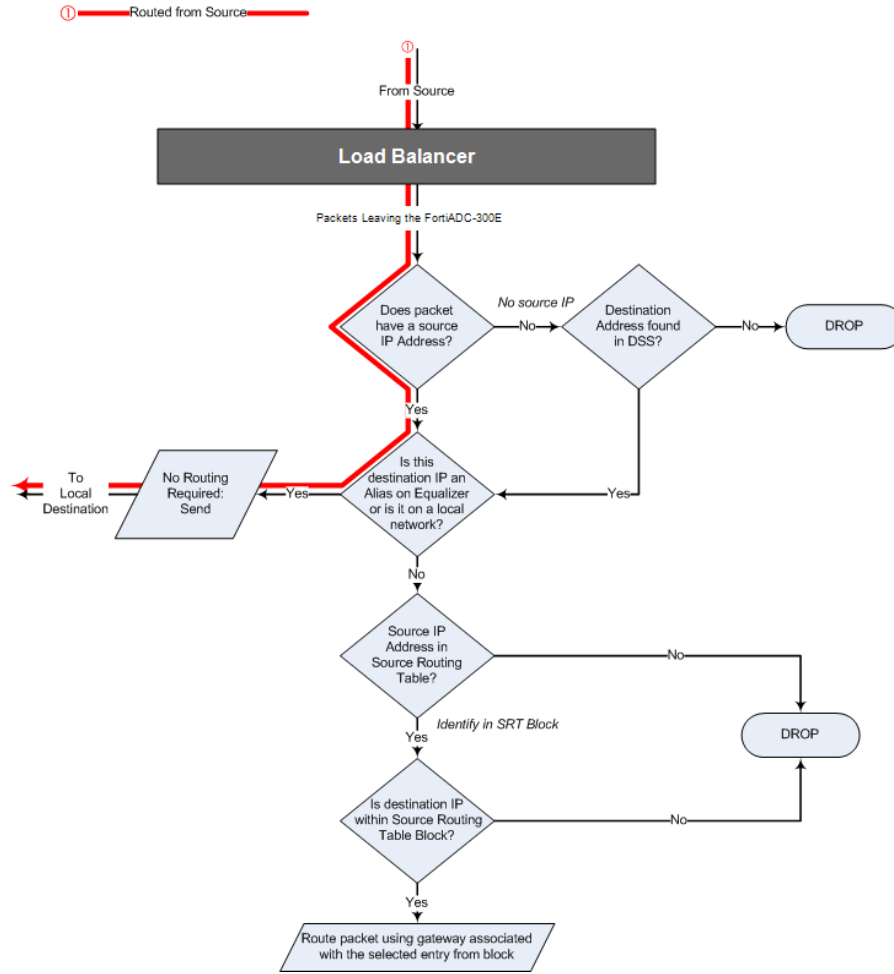 ① Routed from Source
①
From Source
Load Balancer
Packets Leaving the FortiADC-300E
Does packet
have a source
IP Address?
No source IP
No
Destination
Address found
in DSS?
No
DROP
Yes
Is this
destination IP an
Alias on Equalizer
or is it on a local
network?
Yes
Yes
No Routing
Required:
Send
To
Local
Destination
No
Source IP
Address in
Source Routing
Table?
No
Identify in SRT Block
Yes
DROP
Is destination IP
within Source Routing
Table Block?
No
Yes
Route packet using gateway associated
with the selected entry from block